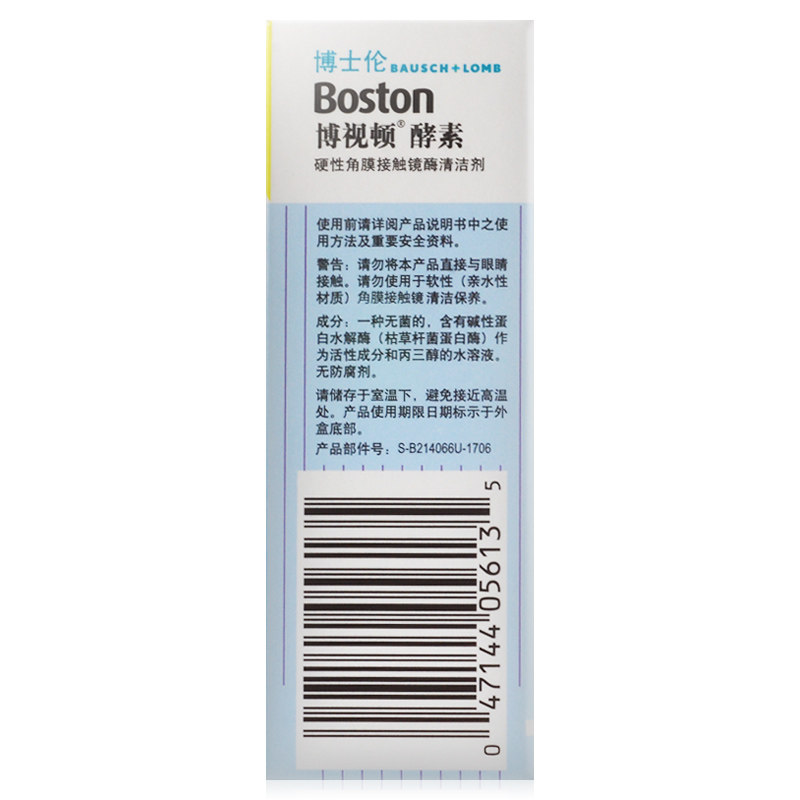 博士伦 BAUSCH+LOMB
Boston
博视顿® 酵素
硬性角膜接触镜酶清洁剂
使用前请详阅产品说明书中之使
用方法及重要安全资料。
警告：请勿将本产品直接与眼睛
接触。请勿使用于软性（亲水性
材质）角膜接触镜清洁保养。
成分：一种无菌的，含有碱性蛋
白水解酶（枯草杆菌蛋白酶）作
为活性成分和丙三醇的水溶液。
无防腐剂。
请储存于室温下，避免接近高温
处。产品使用期限日期标示于外
盒底部。
产品部件号：S-B214066U-1706
0 47144 05613 5